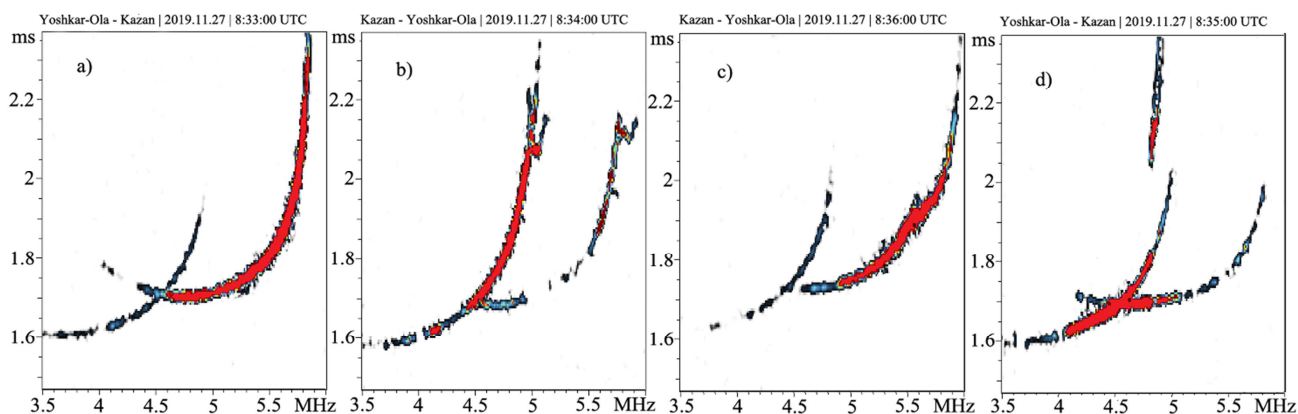 Yoshkar-Ola - Kazan | 2019.11.27 | 8:33:00 UTC
ms
a)
2.2
2
1.8
1.6
3.5 4 4.5 5 5.5 MHz
Kazan - Yoshkar-Ola | 2019.11.27 | 8:34:00 UTC
ms
b)
2.2
2
1.8
1.6
3.5 4 4.5 5 5.5 MHz
Kazan - Yoshkar-Ola | 2019.11.27 | 8:36:00 UTC
ms
c)
2.2
2
1.8
1.6
3.5 4 4.5 5 5.5 MHz
Yoshkar-Ola - Kazan | 2019.11.27 | 8:35:00 UTC
ms
d)
2.2
2
1.8
1.6
3.5 4 4.5 5 5.5 MHz